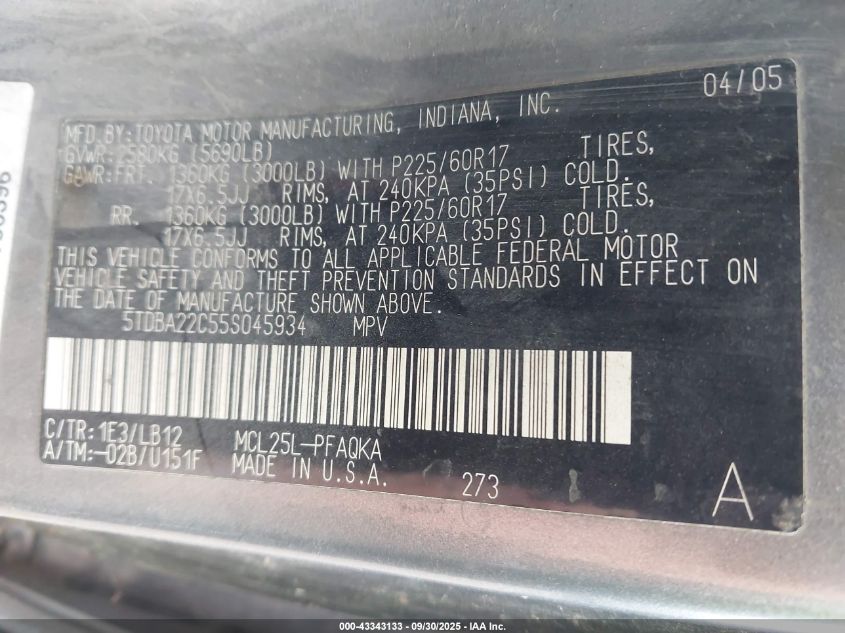 04/05
MFD BY:TOYOTA MOTOR MANUFACTURING, INDIANA, INC.
GVWR:2580KG (5690LB)
GAWR:FRT. 1360KG (3000LB) WITH P225/60R17 TIRES,
17X6.5JJ RIMS, AT 240KPA (35PSI) COLD.
RR. 1360KG (3000LB) WITH P225/60R17 TIRES,
17X6.5JJ RIMS, AT 240KPA (35PSI) COLD.
THIS VEHICLE CONFORMS TO ALL APPLICABLE FEDERAL MOTOR
VEHICLE SAFETY AND THEFT PREVENTION STANDARDS IN EFFECT ON
THE DATE OF MANUFACTURE SHOWN ABOVE.
5TDBA22C55S045934 MPV
C/TR:1E3/LB12 MCL25L-PFAQKA
A/TM:-02B/U151F MADE IN U.S.A. 273 A
000-43343133 - 09/30/2025 - IAA Inc.